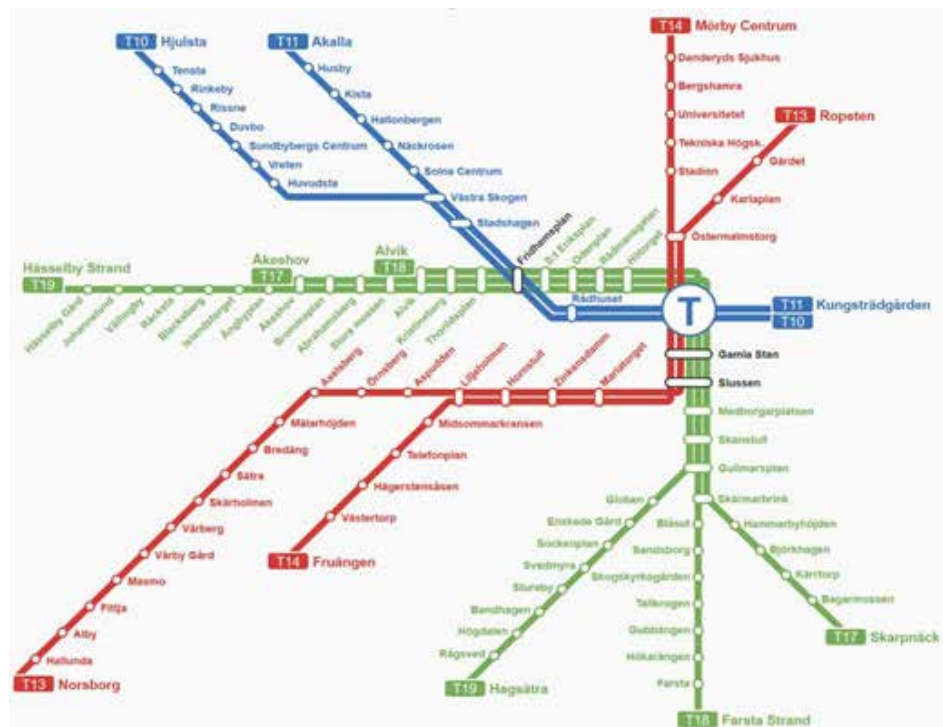 T10 Hjulsta
Tensta
Rinkeby
Rissne
Duvbo
Sundbybergs Centrum
Vreten
Huvudsta
T11 Akalla
Husby
Kista
Hallonbergen
Näckrosen
Solna Centrum
Västra Skogen
Stadshagen
Fridhemsplan
Rådhuset
T
T11 Kungsträdgården
T10
T14 Mörby Centrum
Danderyds Sjukhus
Bergshamra
Universitetet
Tekniska Högsk.
Stadion
T13 Ropsten
Gärdet
Karlaplan
Östermalmstorg
Hässelby Strand
T19
Hässelby Gård
Johannelund
Vällingby
Råcksta
Blackeberg
Islandstorget
Ängbyplan
Åkeshov
T17
Åkeshov
Brommaplan
Abrahamsberg
Stora mossen
Alvik
T18
Alvik
Kristineberg
Thorildsplan
S:t Eriksplan
Odenplan
Rådmansgatan
Hötorget
Gamla Stan
Slussen
Medborgarplatsen
Skanstull
Gullmarsplan
Skärmarbrink
Axelsberg
Örnsberg
Aspudden
Liljeholmen
Hornstull
Zinkensdamm
Mariatorget
Mälarhöjden
Bredäng
Sätra
Skärholmen
Vårberg
Vårby Gård
Masmo
Fittja
Alby
Hallunda
T13 Norsborg
Midsommarkransen
Telefonplan
Hägerstensåsen
Västertorp
T14 Fruängen
Globen
Enskede Gård
Sockenplan
Svedmyra
Stureby
Bandhagen
Högdalen
Rågsved
T19 Hagsätra
Blåsut
Sandsborg
Skogskyrkogården
Tallkrogen
Gubbängen
Hökarängen
Farsta
T18 Farsta Strand
Hammarbyhöjden
Björkhagen
Kärrtorp
Bagarmossen
T17 Skarpnäck